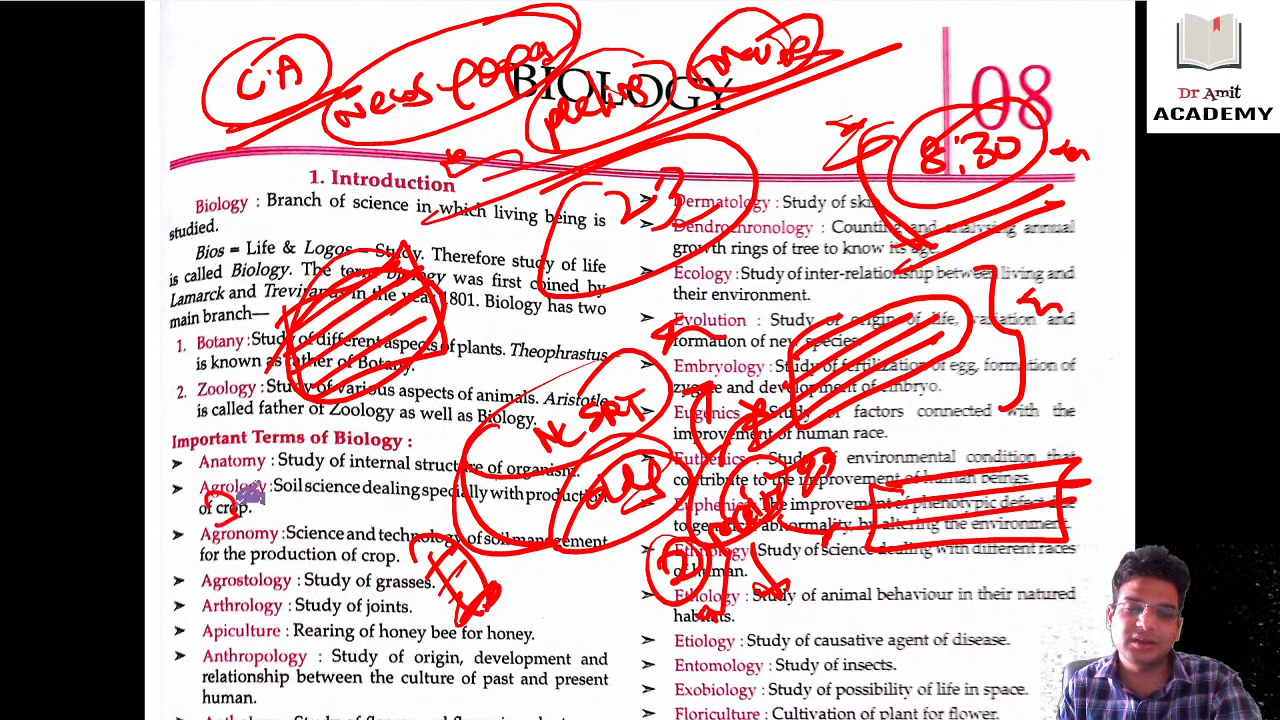 BIOLOGY
08
Dr Amit
ACADEMY
C.A
8:30
23
NCERT
2
1. Introduction
Biology : Branch of science in which living being is
studied.
Bios = Life & Logos = Study. Therefore study of life
is called Biology. The term Biology was first coined by
Lamarck and Treviranus in the year 1801. Biology has two
main branch—
1. Botany : Study of different aspects of plants. Theophrastus
is known as father of Botany.
2. Zoology : Study of various aspects of animals. Aristotle
is called father of Zoology as well as Biology.
Important Terms of Biology :
➤ Anatomy : Study of internal structure of organism.
➤ Agrology : Soil science dealing specially with production
of crop.
➤ Agronomy : Science and technology of soil management
for the production of crop.
➤ Agrostology : Study of grasses.
➤ Arthrology : Study of joints.
➤ Apiculture : Rearing of honey bee for honey.
➤ Anthropology : Study of origin, development and
relationship between the culture of past and present
human.
➤ Dermatology : Study of skin.
➤ Dendrochronology : Counting and analysing annual
growth rings of tree to know its age.
➤ Ecology : Study of inter-relationship between living and
their environment.
➤ Evolution : Study of origin of life, variation and
formation of new species.
➤ Embryology : Study of fertilization of egg, formation of
zygote and development of embryo.
➤ Eugenics : Study of factors connected with the
improvement of human race.
➤ Euthenics : Study of environmental condition that
contribute to the improvement of human beings.
➤ Euphenics : The improvement of phenotypic defect due
to genetical abnormality by altering the environment.
➤ Ethnology : Study of science dealing with different races
of human.
➤ Ethology : Study of animal behaviour in their natured
habitats.
➤ Etiology : Study of causative agent of disease.
➤ Entomology : Study of insects.
➤ Exobiology : Study of possibility of life in space.
➤ Floriculture : Cultivation of plant for flower.